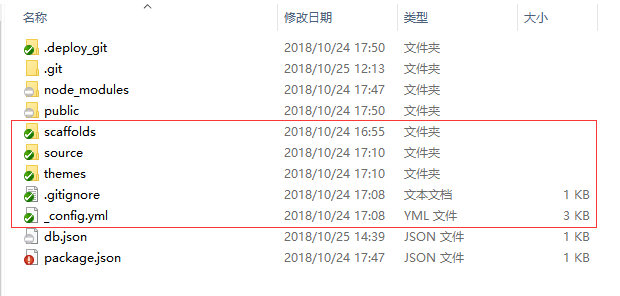 名称 修改日期 类型 大小
.deploy_git 2018/10/24 17:50 文件夹
.git 2018/10/25 12:13 文件夹
node_modules 2018/10/24 17:47 文件夹
public 2018/10/24 17:50 文件夹
scaffolds 2018/10/24 16:55 文件夹
source 2018/10/24 17:10 文件夹
themes 2018/10/24 17:10 文件夹
.gitignore 2018/10/24 17:08 文本文档 1 KB
_config.yml 2018/10/24 17:08 YML 文件 3 KB
db.json 2018/10/25 14:39 JSON 文件 1 KB
package.json 2018/10/24 17:47 JSON 文件 1 KB